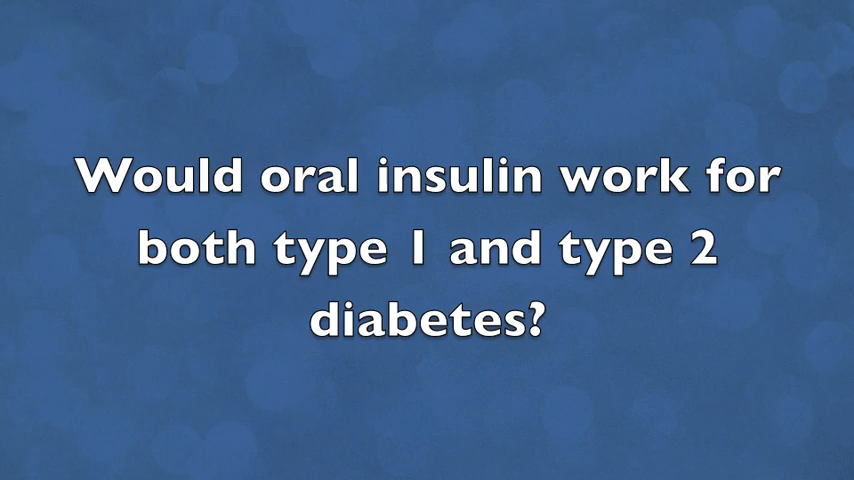 Would oral insulin work for
both type 1 and type 2
diabetes?